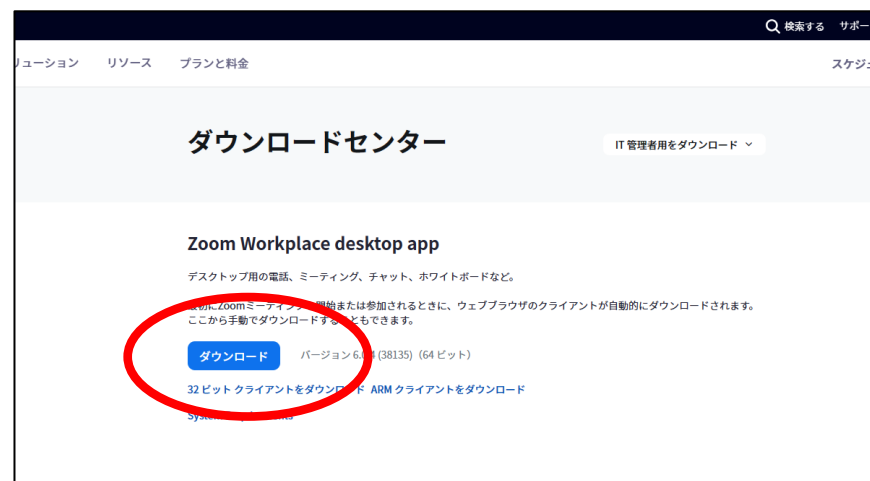 検索する サポー
リューション リソース プランと料金 スケジュ
ダウンロードセンター
IT 管理者用をダウンロード
Zoom Workplace desktop app
デスクトップ用の電話、ミーティング、チャット、ホワイトボードなど。
最初にZoomミーティングを開始または参加されるときに、ウェブブラウザのクライアントが自動的にダウンロードされます。
ここから手動でダウンロードすることもできます。
ダウンロード バージョン (38135)（64 ビット）
32 ビット クライアントをダウンロード ARM クライアントをダウンロード